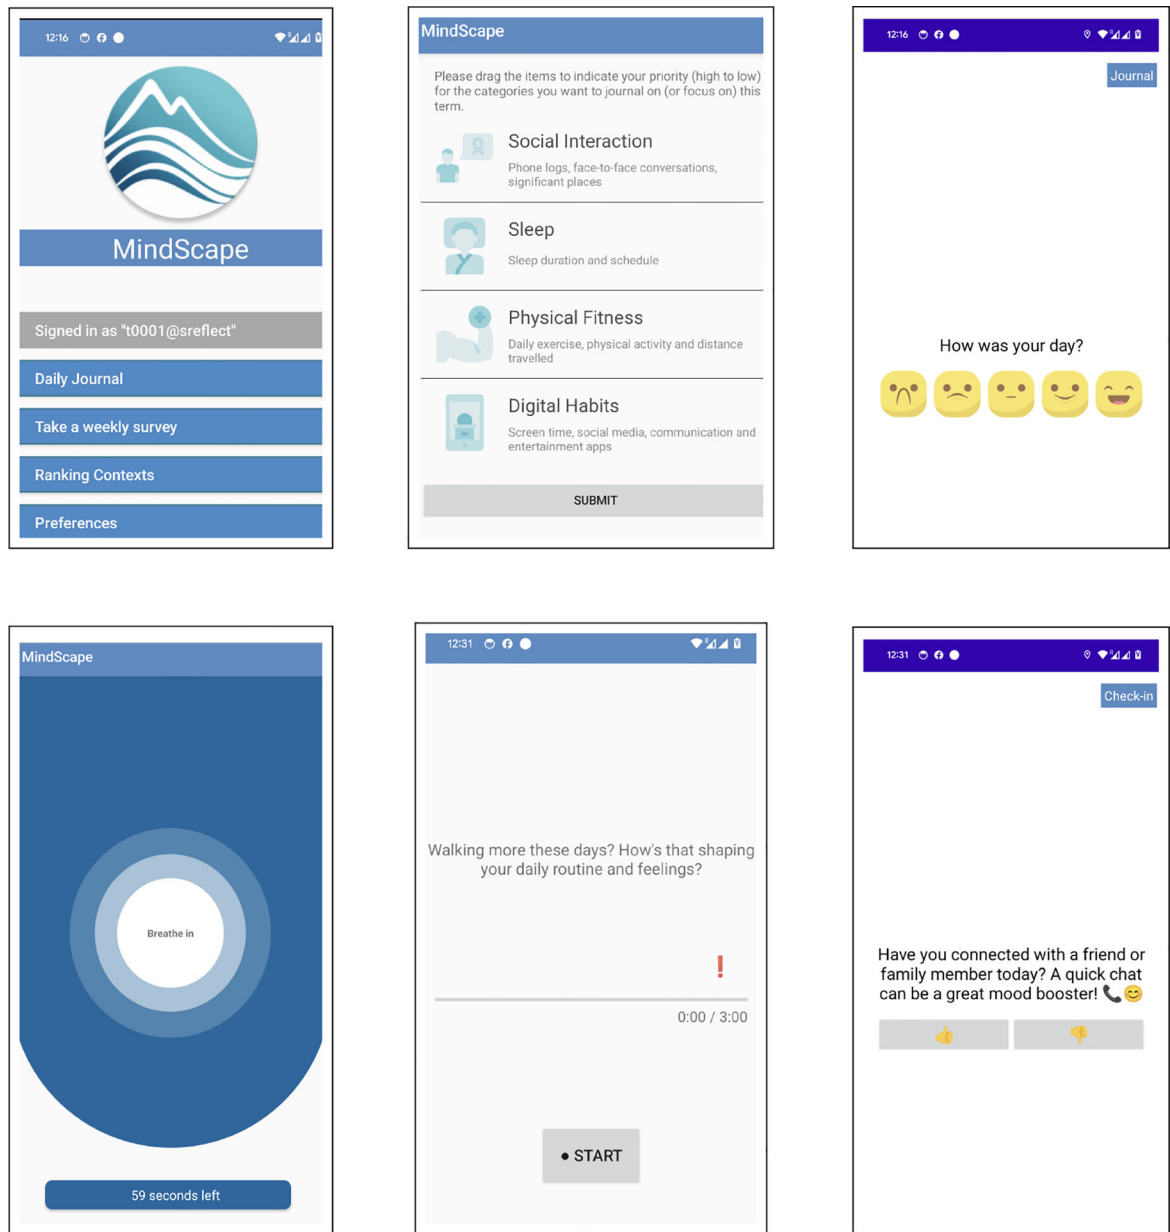 12:16
MindScape
Signed in as "t0001@sreflect"
Daily Journal
Take a weekly survey
Ranking Contexts
Preferences
MindScape
Please drag the items to indicate your priority (high to low)
for the categories you want to journal on (or focus on) this
term.
Social Interaction
Phone logs, face-to-face conversations,
significant places
Sleep
Sleep duration and schedule
Physical Fitness
Daily exercise, physical activity and distance
travelled
Digital Habits
Screen time, social media, communication and
entertainment apps
SUBMIT
12:16
Journal
How was your day?
MindScape
Breathe in
59 seconds left
12:31
Walking more these days? How's that shaping
your daily routine and feelings?
❗
0:00 / 3:00
● START
12:31
Check-in
Have you connected with a friend or
family member today? A quick chat
can be a great mood booster! 📞😊
👍 👎